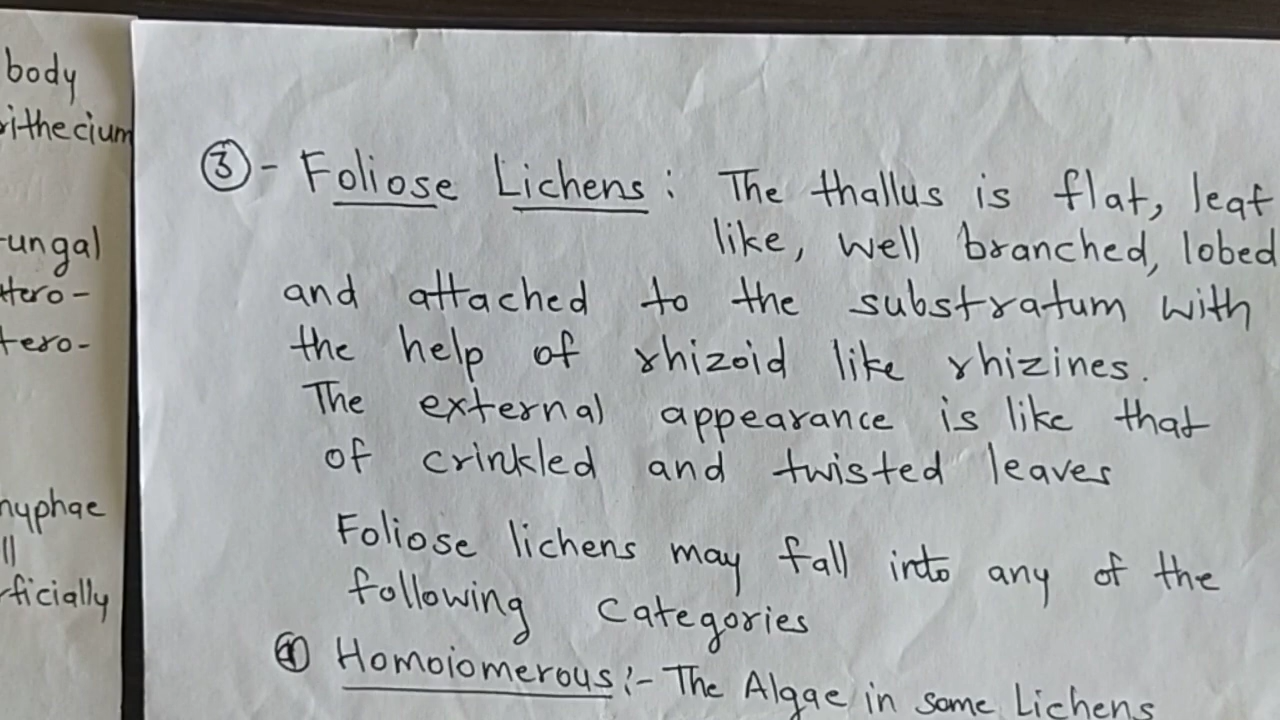 body
rithecium
ungal
tero-
tero-
hyphae
ll
rficially
③- Foliose Lichens: The thallus is flat, leaf
like, well branched, lobed
and attached to the substratum with
the help of rhizoid like rhizines.
The external appearance is like that
of crinkled and twisted leaves
Foliose lichens may fall into any of the
following categories
① Homoiomerous:- The Algae in some Lichens